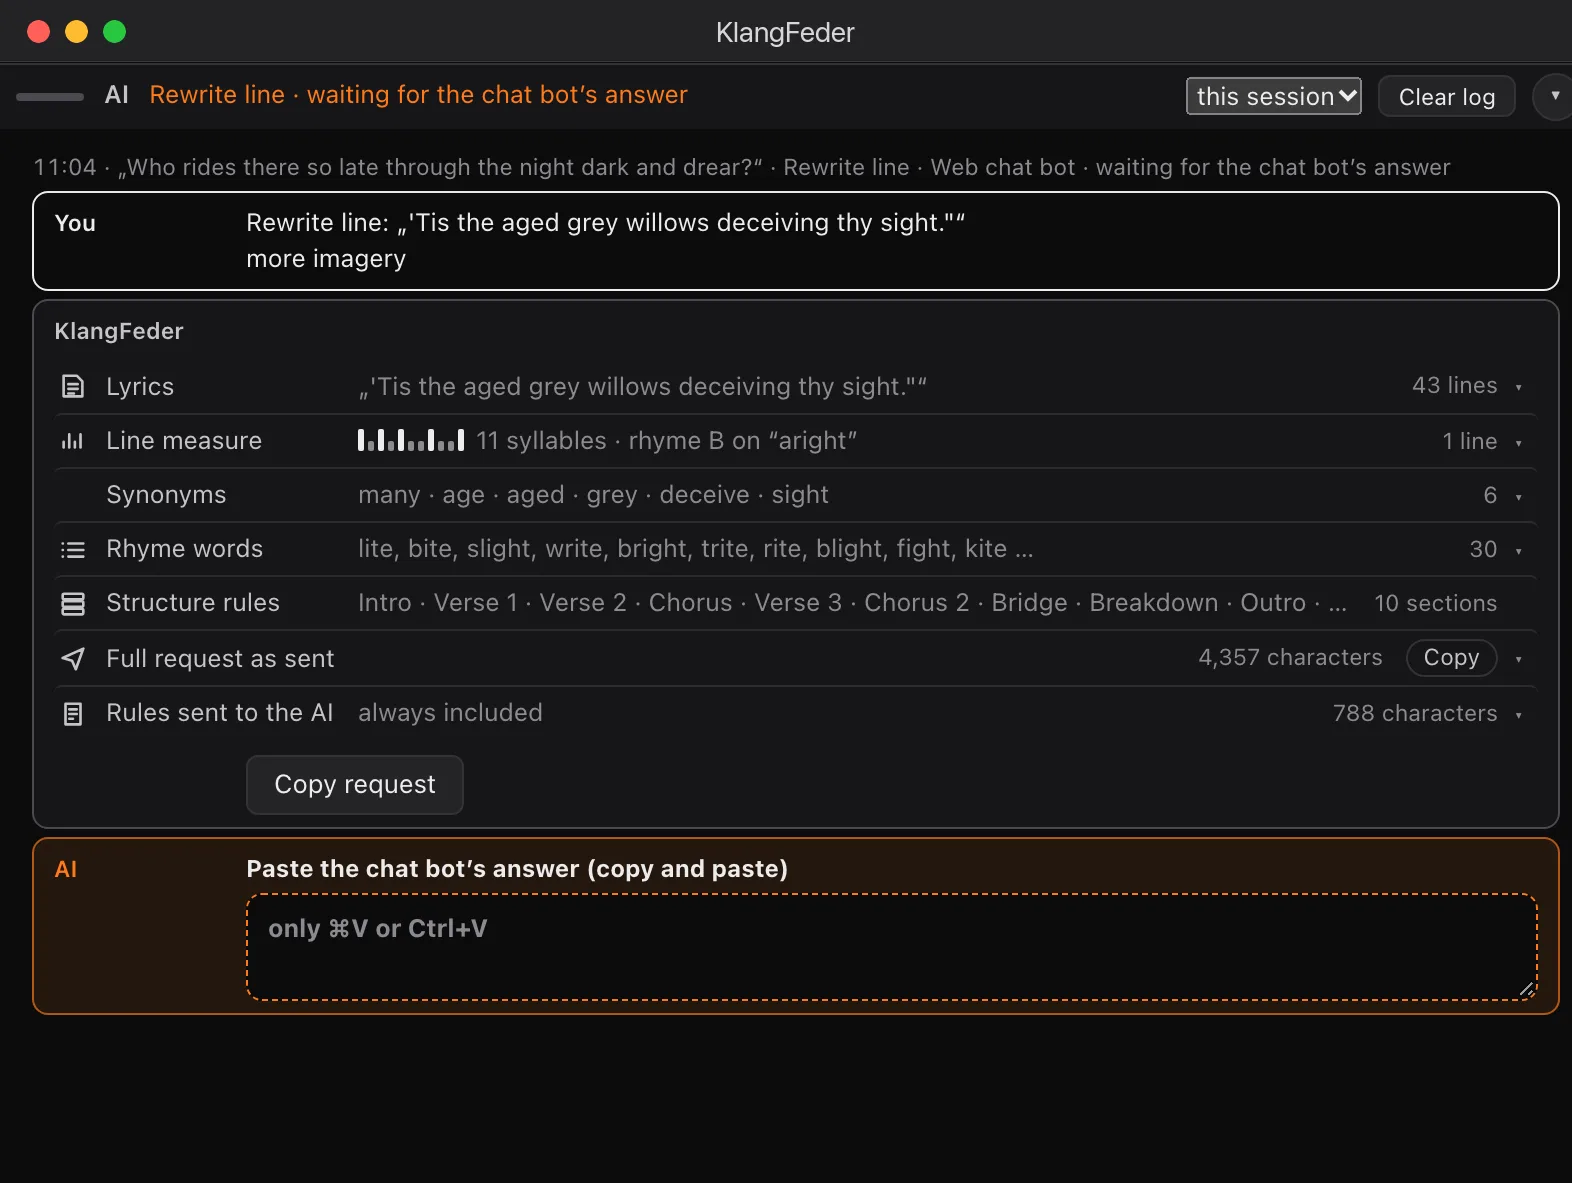 KlangFeder
AI Rewrite line · waiting for the chat bot’s answer this session Clear log
11:04 · „Who rides there so late through the night dark and drear?“ · Rewrite line · Web chat bot · waiting for the chat bot’s answer
You Rewrite line: „'Tis the aged grey willows deceiving thy sight."“
more imagery
KlangFeder
Lyrics „'Tis the aged grey willows deceiving thy sight."“ 43 lines
Line measure 11 syllables · rhyme B on “aright” 1 line
Synonyms many · age · aged · grey · deceive · sight 6
Rhyme words lite, bite, slight, write, bright, trite, rite, blight, fight, kite ... 30
Structure rules Intro · Verse 1 · Verse 2 · Chorus · Verse 3 · Chorus 2 · Bridge · Breakdown · Outro · ... 10 sections
Full request as sent 4,357 characters Copy
Rules sent to the AI always included 788 characters
Copy request
AI Paste the chat bot’s answer (copy and paste)
only ⌘V or Ctrl+V